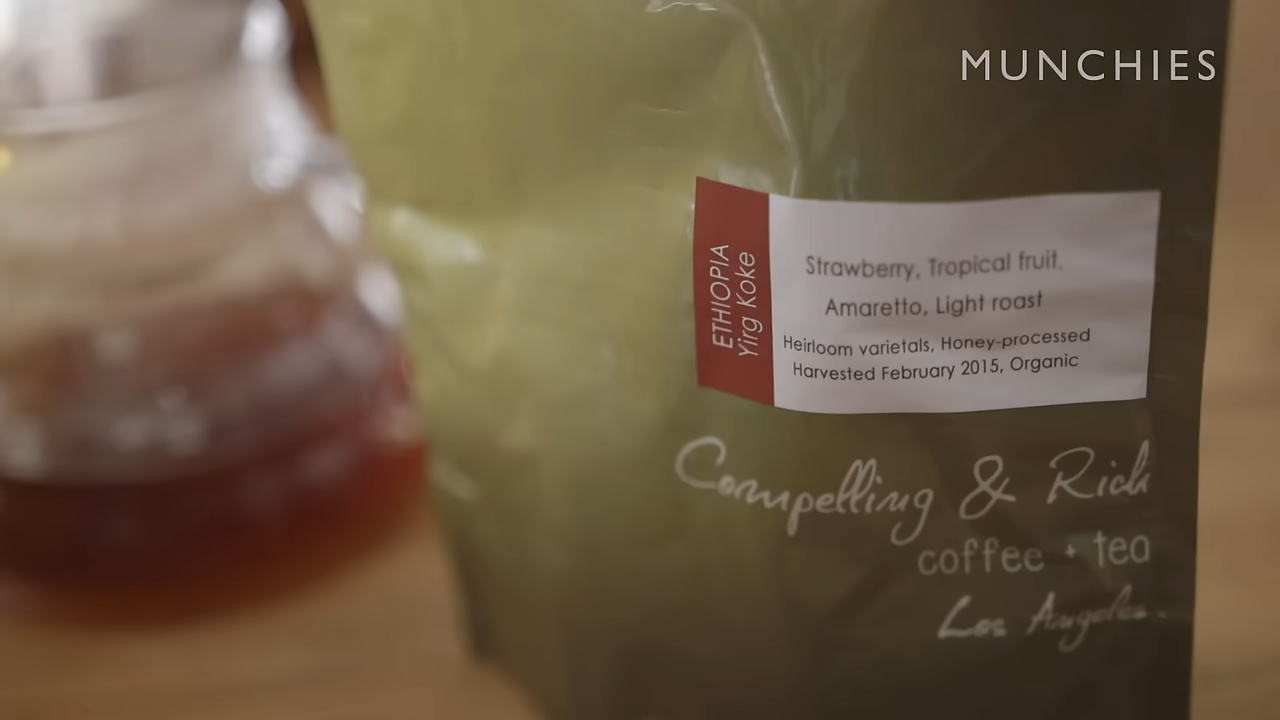 MUNCHIES
ETHIOPIA
Yirg Koke
Strawberry, Tropical fruit,
Amaretto, Light roast
Heirloom varietals, Honey-processed
Harvested February 2015, Organic
Compelling & Rich
coffee + tea
Los Angeles.